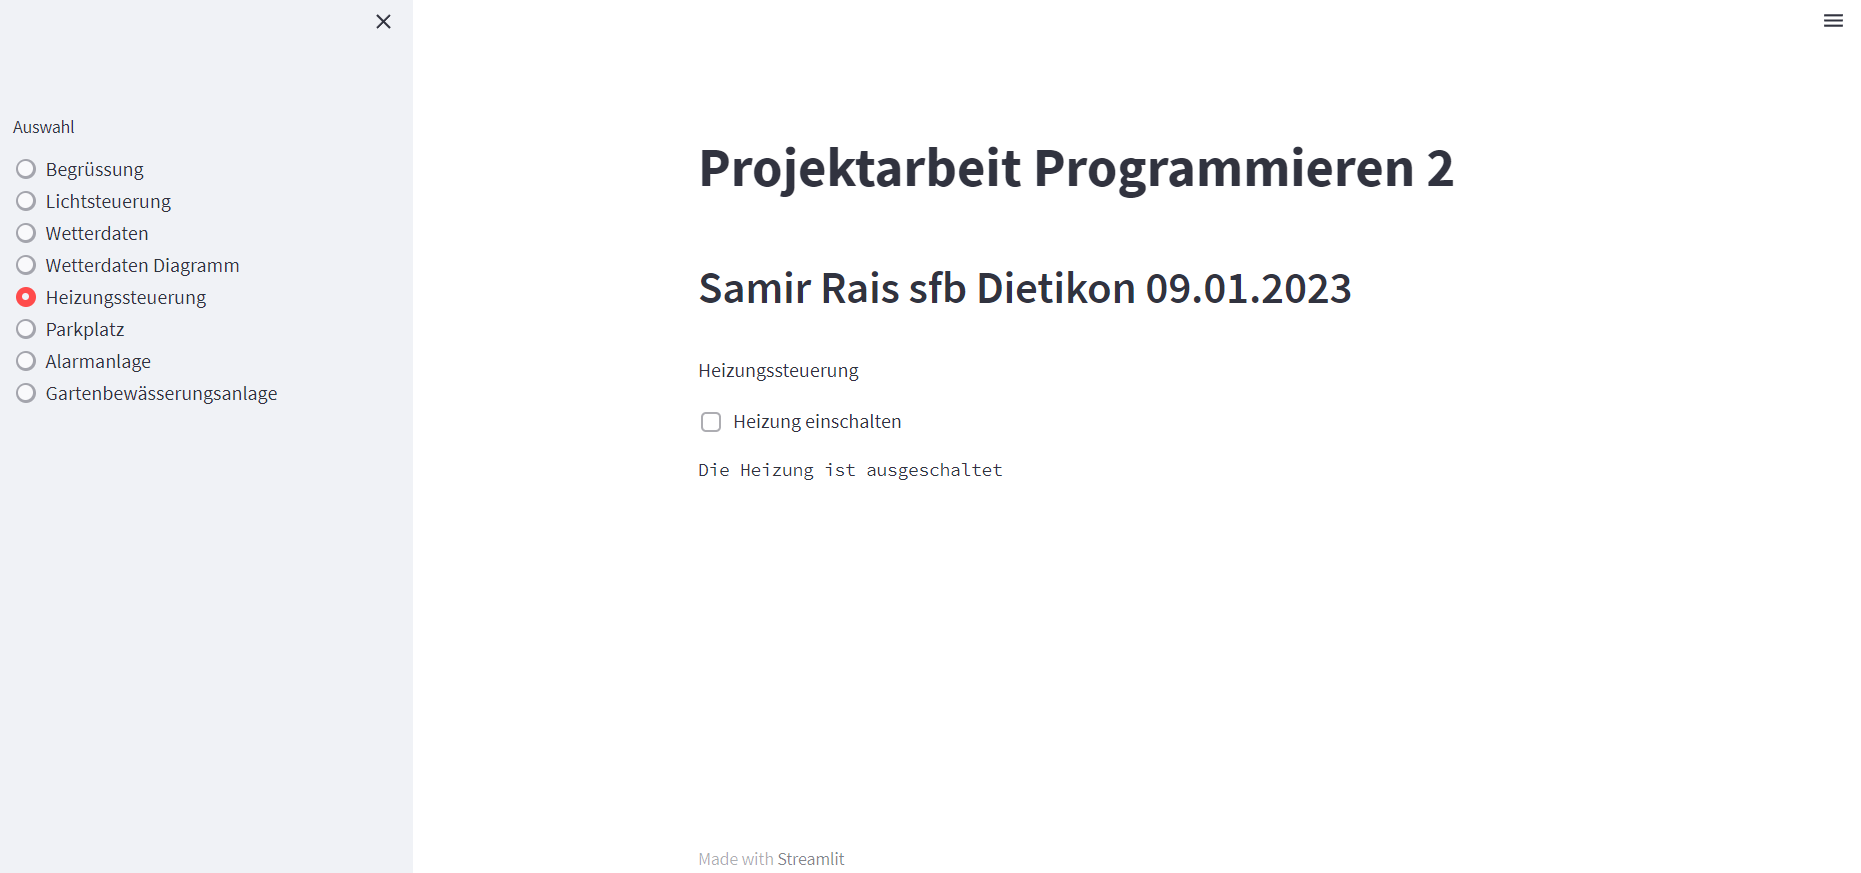 Auswahl
Begrüssung
Lichtsteuerung
Wetterdaten
Wetterdaten Diagramm
Heizungssteuerung
Parkplatz
Alarmanlage
Gartenbewässerungsanlage
Projektarbeit Programmieren 2
Samir Rais sfb Dietikon 09.01.2023
Heizungssteuerung
Heizung einschalten
Die Heizung ist ausgeschaltet
Made with Streamlit